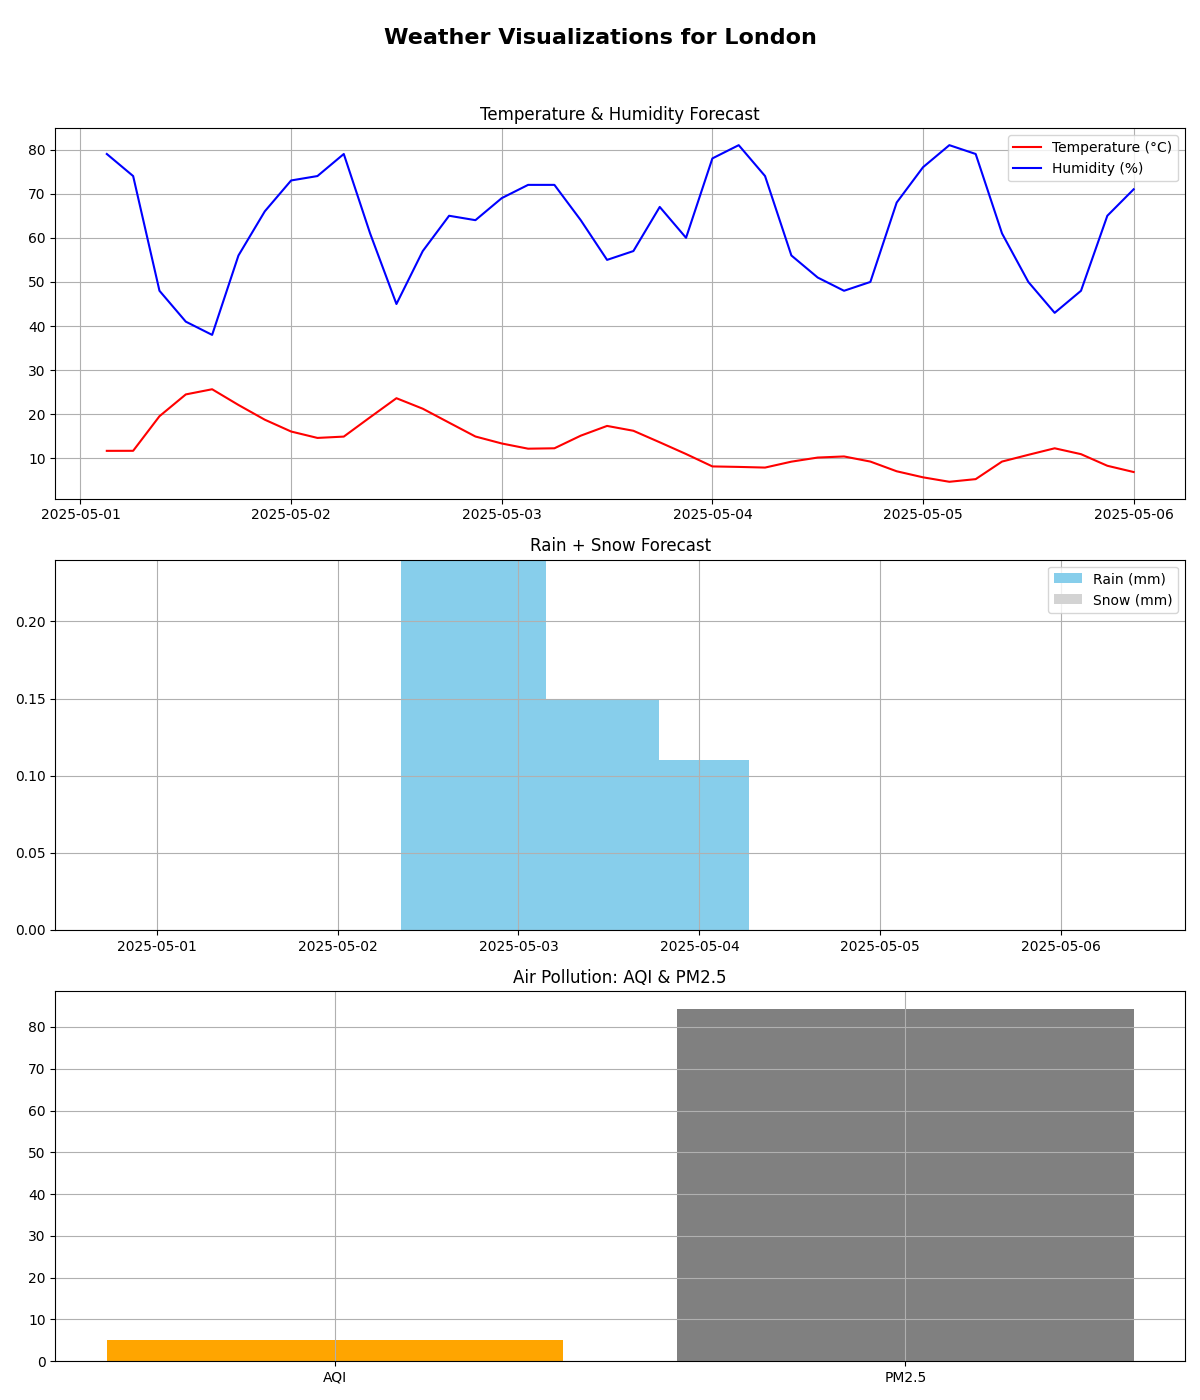 Weather Visualizations for London
Temperature & Humidity Forecast
Temperature (°C)
Humidity (%)
80
70
60
50
40
30
20
10
2025-05-01 2025-05-02 2025-05-03 2025-05-04 2025-05-05 2025-05-06
Rain + Snow Forecast
Rain (mm)
Snow (mm)
0.20
0.15
0.10
0.05
0.00
2025-05-01 2025-05-02 2025-05-03 2025-05-04 2025-05-05 2025-05-06
Air Pollution: AQI & PM2.5
80
70
60
50
40
30
20
10
0
AQI PM2.5